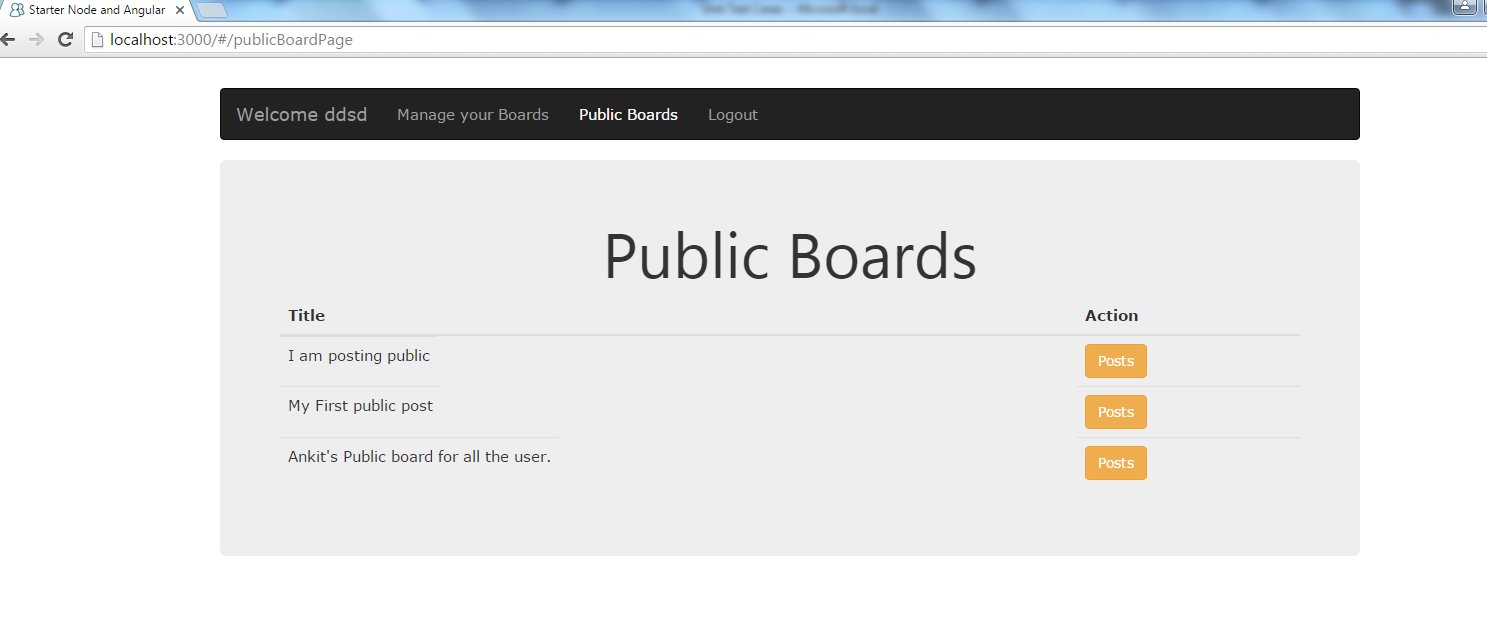 Starter Node and Angular
localhost:3000/#/publicBoardPage
Welcome ddsd Manage your Boards Public Boards Logout
Public Boards
Title Action
I am posting public Posts
My First public post Posts
Ankit's Public board for all the user. Posts